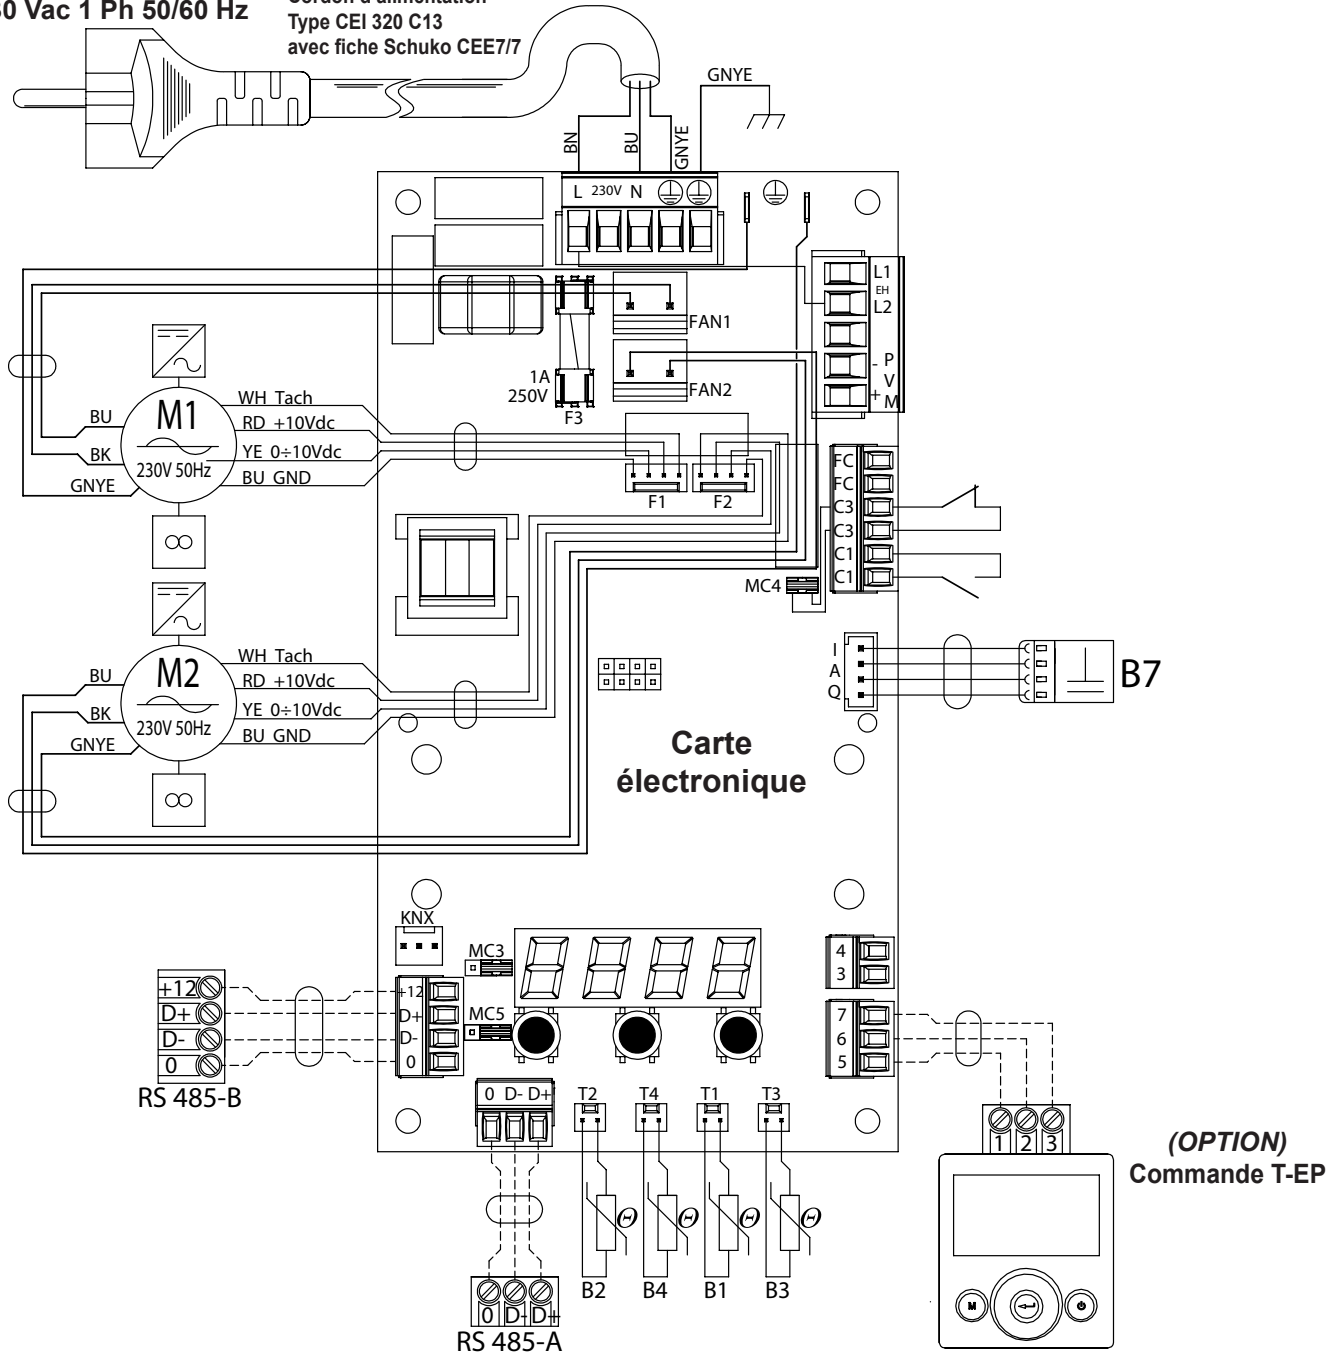 30 Vac 1 Ph 50/60 Hz
Type CEI 320 C13
avec fiche Schuko CEE7/7
GNYE
BN
BU
GNYE
L 230V N
L1
EH
L2
- P
V
+ M
FAN1
FAN2
1A
250V
F3
F1
F2
M1
230V 50Hz
BU
BK
GNYE
WH Tach
RD +10Vdc
YE 0÷10Vdc
BU GND
FC
FC
C3
C3
C1
C1
MC4
M2
230V 50Hz
BU
BK
GNYE
WH Tach
RD +10Vdc
YE 0÷10Vdc
BU GND
I
A
Q
B7
Carte
électronique
KNX
MC3
MC5
+12
D+
D-
0
RS 485-B
+12
D+
D-
0
4
3
7
6
5
0 D- D+
T2
T4
T1
T3
Θ
Θ
Θ
Θ
B2
B4
B1
B3
0 D- D+
RS 485-A
1 2 3
M
(OPTION)
Commande T-EP